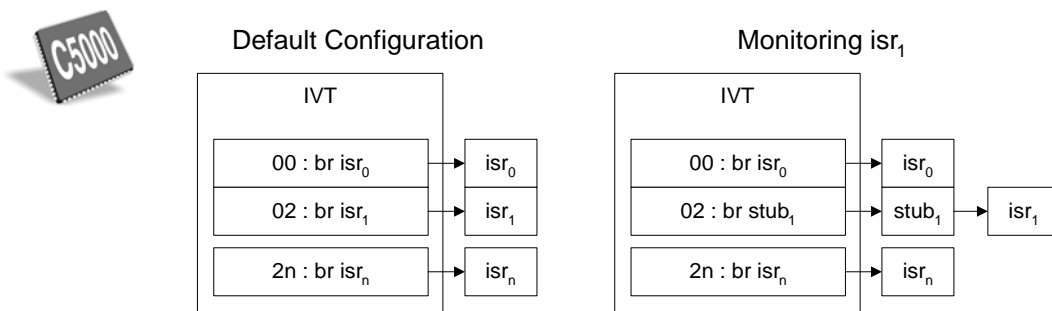 C5000
Default Configuration
IVT
00 : br isr₀
isr₀
02 : br isr₁
isr₁
2n : br isrₙ
isrₙ
Monitoring isr₁
IVT
00 : br isr₀
isr₀
02 : br stub₁
stub₁
isr₁
2n : br isrₙ
isrₙ